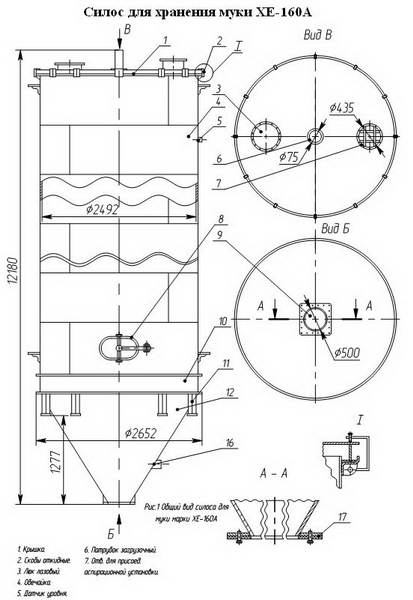 Силос для хранения муки ХЕ-160А
В
Вид В
1
2
I
3
4
5
6
7
Ф435
Ф75
Ф2492
12180
8
9
Вид Б
А
А
Ф500
10
11
12
Ф2652
1277
16
Б
I
А - А
17
Рис.1 Общий вид силоса для
муки марки ХЕ-160А
1. Крышка.
2. Скобы откидные.
3. Люк лазовый.
4. Обечайка.
5. Датчик уровня.
6. Патрубок загрузочный.
7. Отв. для присоед.
аспирационной установки.